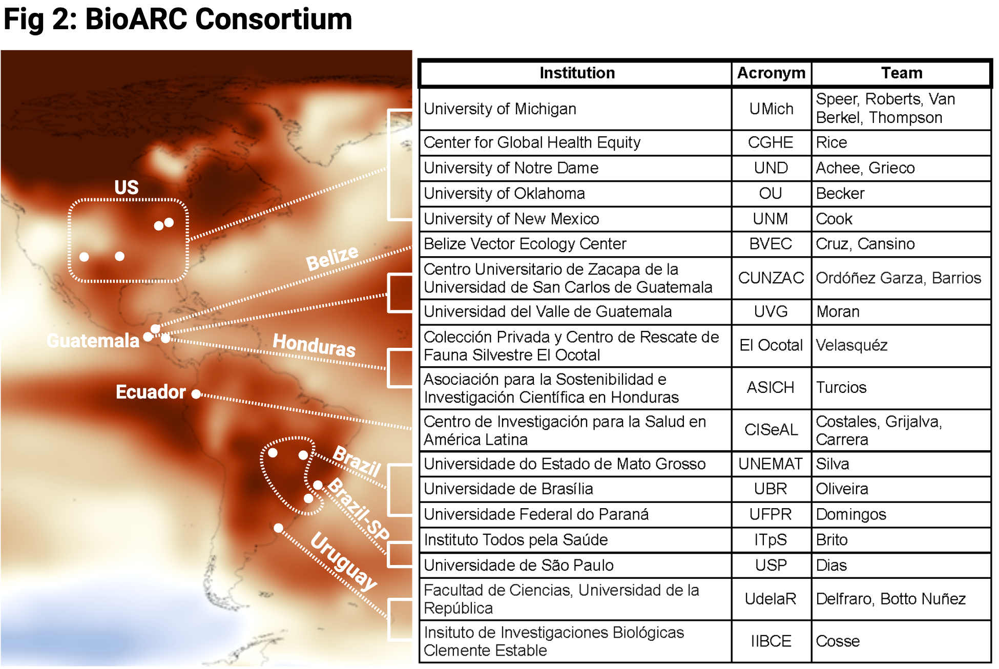 Fig 2: BioARC Consortium
US
Belize
Guatemala
Honduras
Ecuador
Brazil
Brazil-SP
Uruguay
Institution Acronym Team
University of Michigan UMich Speer, Roberts, Van
Berkel, Thompson
Center for Global Health Equity CGHE Rice
University of Notre Dame UND Achee, Grieco
University of Oklahoma OU Becker
University of New Mexico UNM Cook
Belize Vector Ecology Center BVEC Cruz, Cansino
Centro Universitario de Zacapa de la
Universidad de San Carlos de Guatemala CUNZAC Ordóñez Garza, Barrios
Universidad del Valle de Guatemala UVG Moran
Colección Privada y Centro de Rescate de
Fauna Silvestre El Ocotal El Ocotal Velasquéz
Asociación para la Sostenibilidad e
Investigación Científica en Honduras ASICH Turcios
Centro de Investigación para la Salud en
América Latina CISeAL Costales, Grijalva,
Carrera
Universidade do Estado de Mato Grosso UNEMAT Silva
Universidade de Brasília UBR Oliveira
Universidade Federal do Paraná UFPR Domingos
Instituto Todos pela Saúde ITpS Brito
Universidade de São Paulo USP Dias
Facultad de Ciencias, Universidad de la
República UdelaR Delfraro, Botto Nuñez
Insituto de Investigaciones Biológicas
Clemente Estable IIBCE Cosse